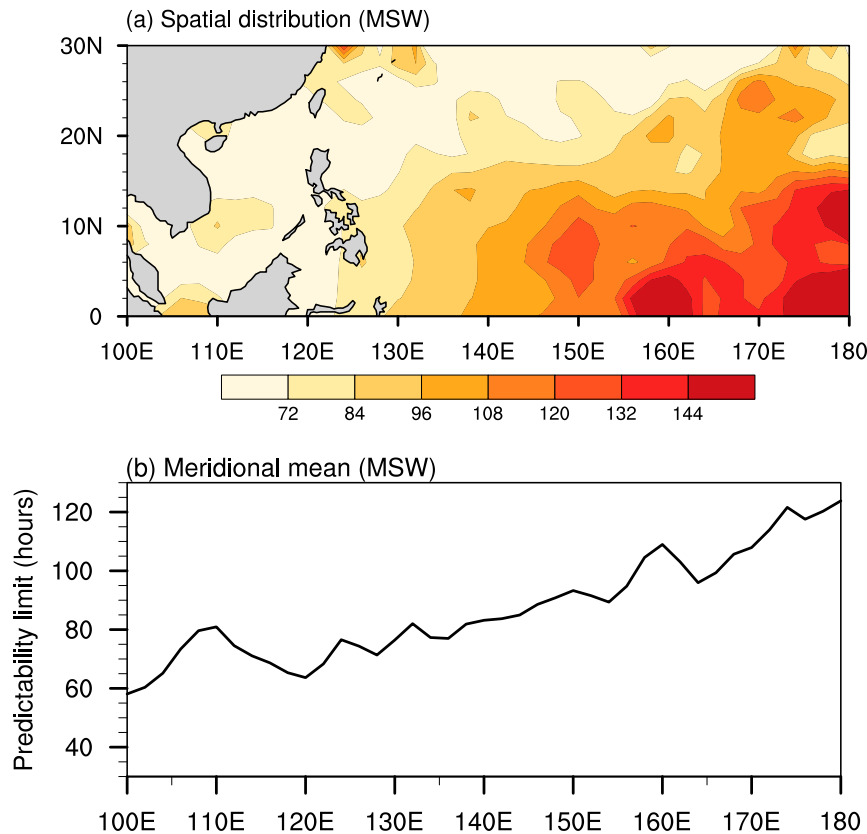 (a) Spatial distribution (MSW)
30N
20N
10N
0
100E 110E 120E 130E 140E 150E 160E 170E 180
72 84 96 108 120 132 144
(b) Meridional mean (MSW)
Predictability limit (hours)
120
100
80
60
40
100E 110E 120E 130E 140E 150E 160E 170E 180E